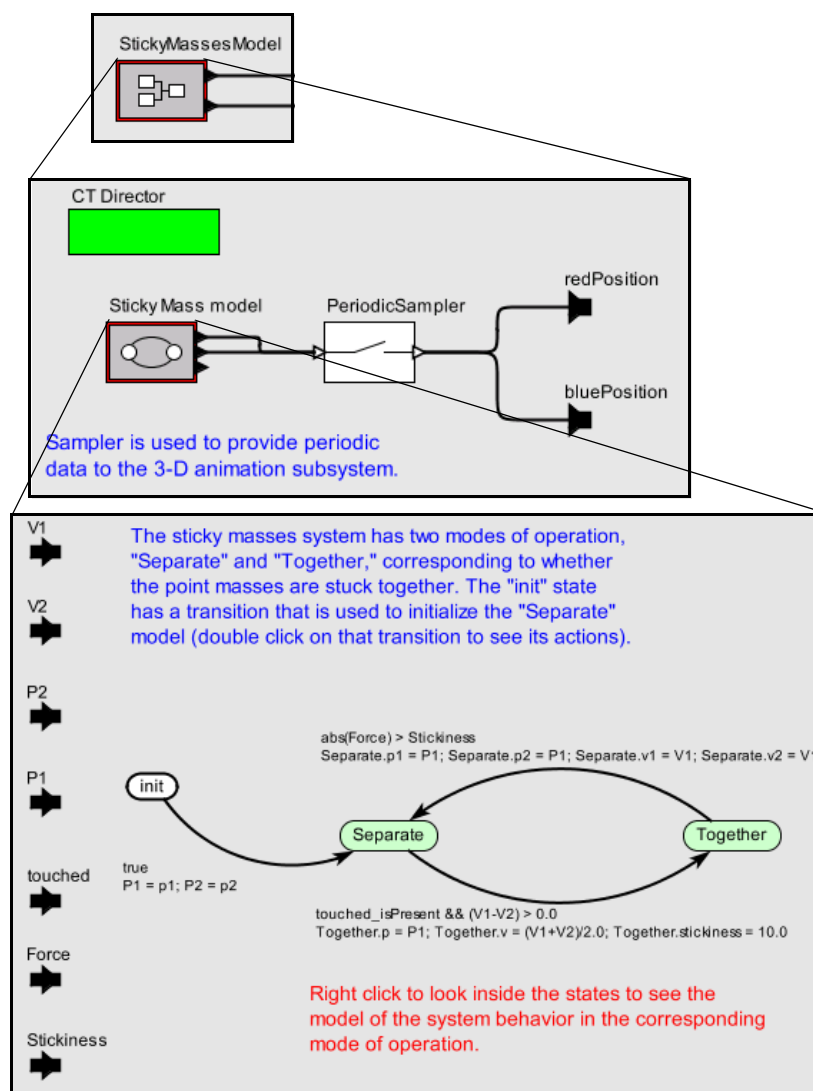 StickyMassesModel
CT Director
StickyMass model
PeriodicSampler
redPosition
bluePosition
Sampler is used to provide periodic
data to the 3-D animation subsystem.
V1
The sticky masses system has two modes of operation,
"Separate" and "Together," corresponding to whether
the point masses are stuck together. The "init" state
has a transition that is used to initialize the "Separate"
model (double click on that transition to see its actions).
V2
P2
abs(Force) > Stickiness
Separate.p1 = P1; Separate.p2 = P1; Separate.v1 = V1; Separate.v2 = V1
P1
init
Separate
Together
true
P1 = p1; P2 = p2
touched
touched_isPresent && (V1-V2) > 0.0
Together.p = P1; Together.v = (V1+V2)/2.0; Together.stickiness = 10.0
Force
Right click to look inside the states to see the
model of the system behavior in the corresponding
mode of operation.
Stickiness